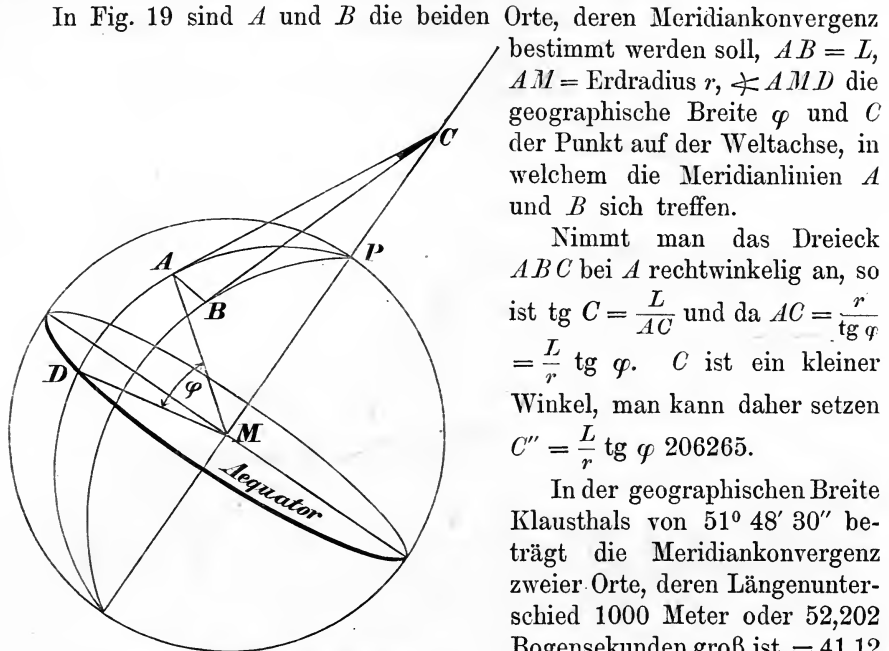 In Fig. 19 sind A und B die beiden Orte, deren Meridiankonvergenz
bestimmt werden soll, AB = L,
AM = Erdradius r, ∢ AMD die
geographische Breite φ und C
der Punkt auf der Weltachse, in
welchem die Meridianlinien A
und B sich treffen.
Nimmt man das Dreieck
ABC bei A rechtwinkelig an, so
ist tg C = L/AC und da AC = r/tg φ
= L/r tg φ. C ist ein kleiner
Winkel, man kann daher setzen
C″ = L/r tg φ 206265.
In der geographischen Breite
Klausthals von 51⁰ 48′ 30″ be-
trägt die Meridiankonvergenz
zweier Orte, deren Längenunter-
schied 1000 Meter oder 52,202
Bogensekunden groß ist, = 41,12
C
P
A
B
D
φ
M
Aequator